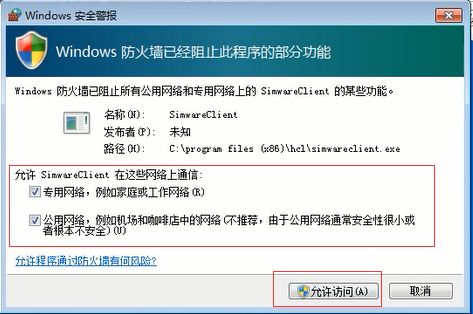 Windows 安全警报
Windows 防火墙已经阻止此程序的部分功能
Windows 防火墙已阻止所有公用网络和专用网络上的 SimwareClient 的某些功能。
名称(N): SimwareClient
发布者(P): 未知
路径(H): C:\program files (x86)\hcl\simwareclient.exe
允许 SimwareClient 在这些网络上通信:
专用网络，例如家庭或工作网络(R)
公用网络，例如机场和咖啡店中的网络(不推荐，由于公用网络通常安全性很小或
者根本不安全)(U)
允许程序通过防火墙有何风险?
允许访问(A)
取消